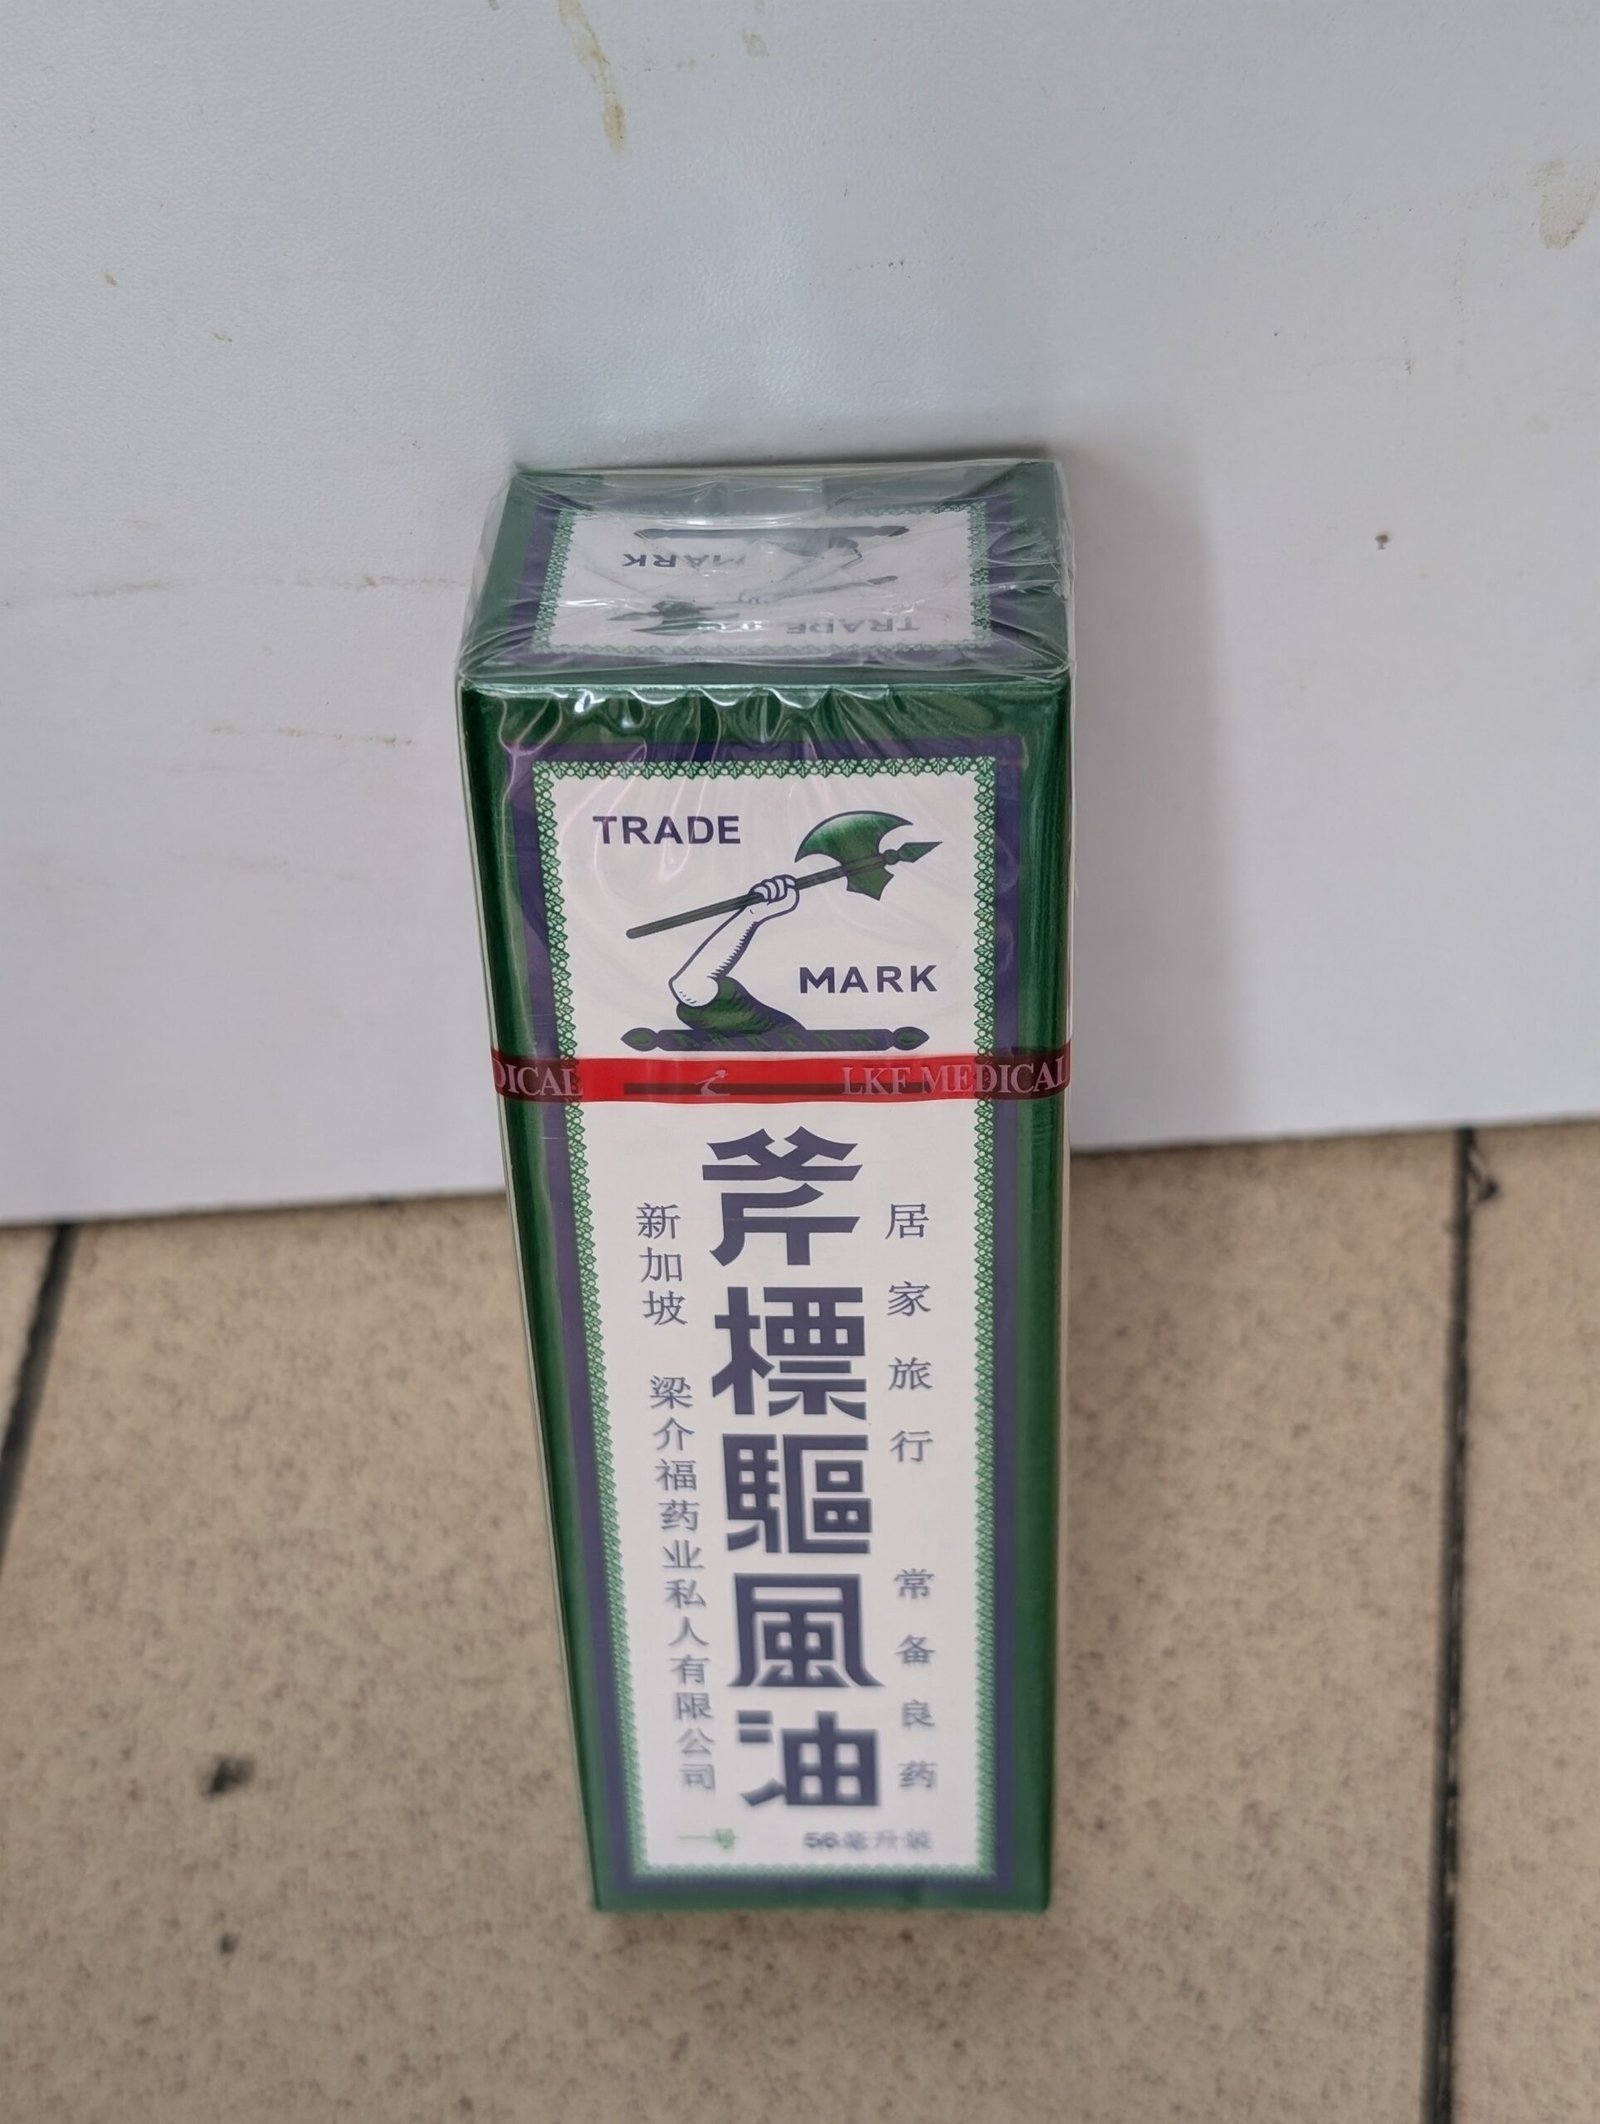 MARK
TRADE
TRADE
MARK
DICAL
LKF MEDICAL
居家旅行 常备良药
斧標驅風油
新加坡 梁介福药业私人有限公司
一号
56毫升装